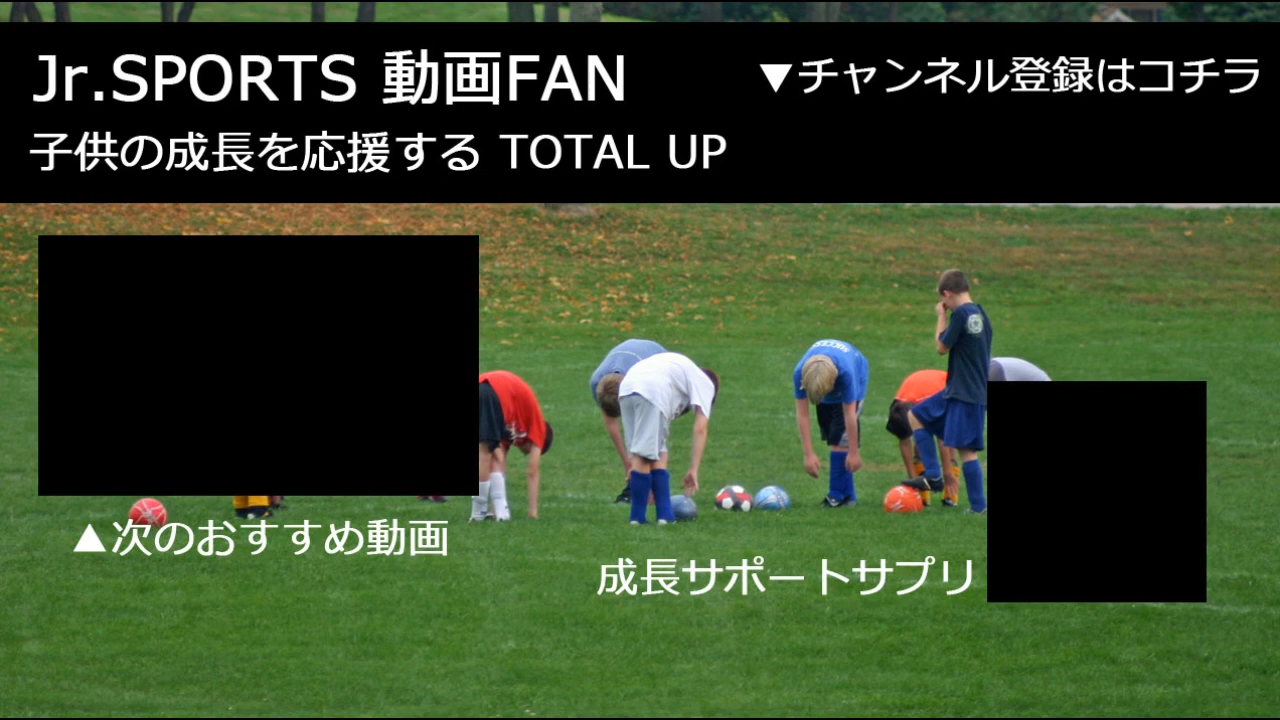 Jr.SPORTS 動画FAN
▼チャンネル登録はコチラ
子供の成長を応援する TOTAL UP
▲次のおすすめ動画
成長サポートサプリ